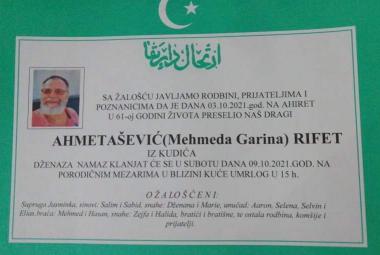 SA ŽALOŠĆU JAVLJAMO RODBINI, PRIJATELJIMA I
POZNANICIMA DA JE DANA 03.10.2021.god. NA AHIRET
U 61-oj GODINI ŽIVOTA PRESELIO NAŠ DRAGI
AHMETAŠEVIĆ(Mehmeda Garina) RIFET
IZ KUDIĆA
DŽENAZA NAMAZ KLANJAT ĆE SE U SUBOTU DANA 09.10.2021.GOD. NA
PORODIČNIM MEZARIMA U BLIZINI KUĆE UMRLOG U 15 h.
OŽALOŠĆENI:
Supruga Jasminka, sinovi: Salim i Sabid, snahe: Dženana i Marie, unučad: Aaron, Selena, Selvin i
Elian.braća: Mehmed i Hasan, snahe: Zejfa i Halida, bratići i bratišne, te ostala rodbina, komšije i
prijatelji.